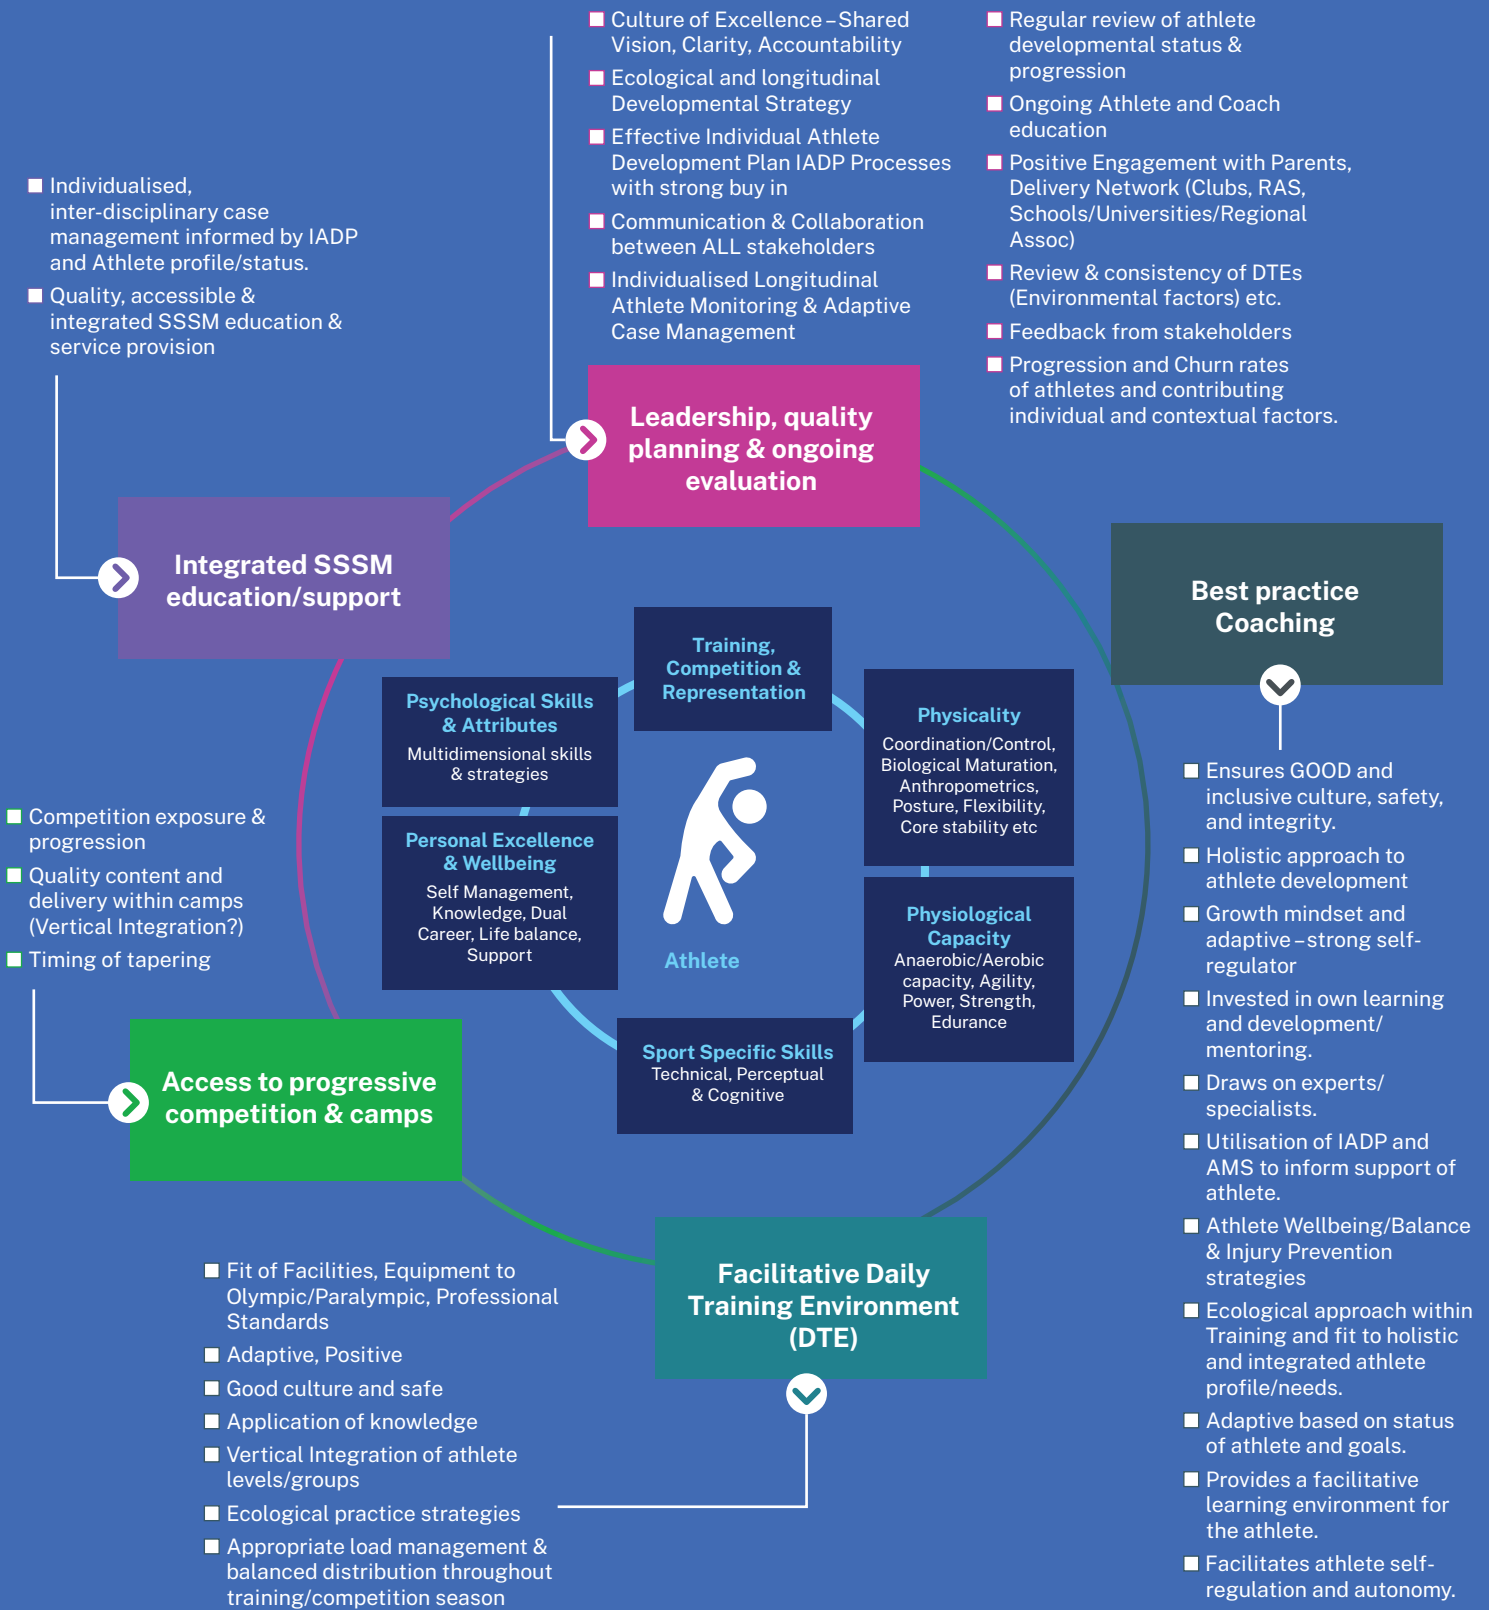 Culture of Excellence – Shared
Vision, Clarity, Accountability
Ecological and longitudinal
Developmental Strategy
Effective Individual Athlete
Development Plan IADP Processes
with strong buy in
Communication & Collaboration
between ALL stakeholders
Individualised Longitudinal
Athlete Monitoring & Adaptive
Case Management
Regular review of athlete
developmental status &
progression
Ongoing Athlete and Coach
education
Positive Engagement with Parents,
Delivery Network (Clubs, RAS,
Schools/Universities/Regional
Assoc)
Review & consistency of DTEs
(Environmental factors) etc.
Feedback from stakeholders
Progression and Churn rates
of athletes and contributing
individual and contextual factors.
Individualised,
inter-disciplinary case
management informed by IADP
and Athlete profile/status.
Quality, accessible &
integrated SSSM education &
service provision
Leadership, quality
planning & ongoing
evaluation
Integrated SSSM
education/support
Best practice
Coaching
Training,
Competition &
Representation
Psychological Skills
& Attributes
Multidimensional skills
& strategies
Physicality
Coordination/Control,
Biological Maturation,
Anthropometrics,
Posture, Flexibility,
Core stability etc
Personal Excellence
& Wellbeing
Self Management,
Knowledge, Dual
Career, Life balance,
Support
Athlete
Physiological
Capacity
Anaerobic/Aerobic
capacity, Agility,
Power, Strength,
Edurance
Sport Specific Skills
Technical, Perceptual
& Cognitive
Competition exposure &
progression
Quality content and
delivery within camps
(Vertical Integration?)
Timing of tapering
Access to progressive
competition & camps
Facilitative Daily
Training Environment
(DTE)
Fit of Facilities, Equipment to
Olympic/Paralympic, Professional
Standards
Adaptive, Positive
Good culture and safe
Application of knowledge
Vertical Integration of athlete
levels/groups
Ecological practice strategies
Appropriate load management &
balanced distribution throughout
training/competition season
Ensures GOOD and
inclusive culture, safety,
and integrity.
Holistic approach to
athlete development
Growth mindset and
adaptive – strong self-
regulator
Invested in own learning
and development/
mentoring.
Draws on experts/
specialists.
Utilisation of IADP and
AMS to inform support of
athlete.
Athlete Wellbeing/Balance
& Injury Prevention
strategies
Ecological approach within
Training and fit to holistic
and integrated athlete
profile/needs.
Adaptive based on status
of athlete and goals.
Provides a facilitative
learning environment for
the athlete.
Facilitates athlete self-
regulation and autonomy.